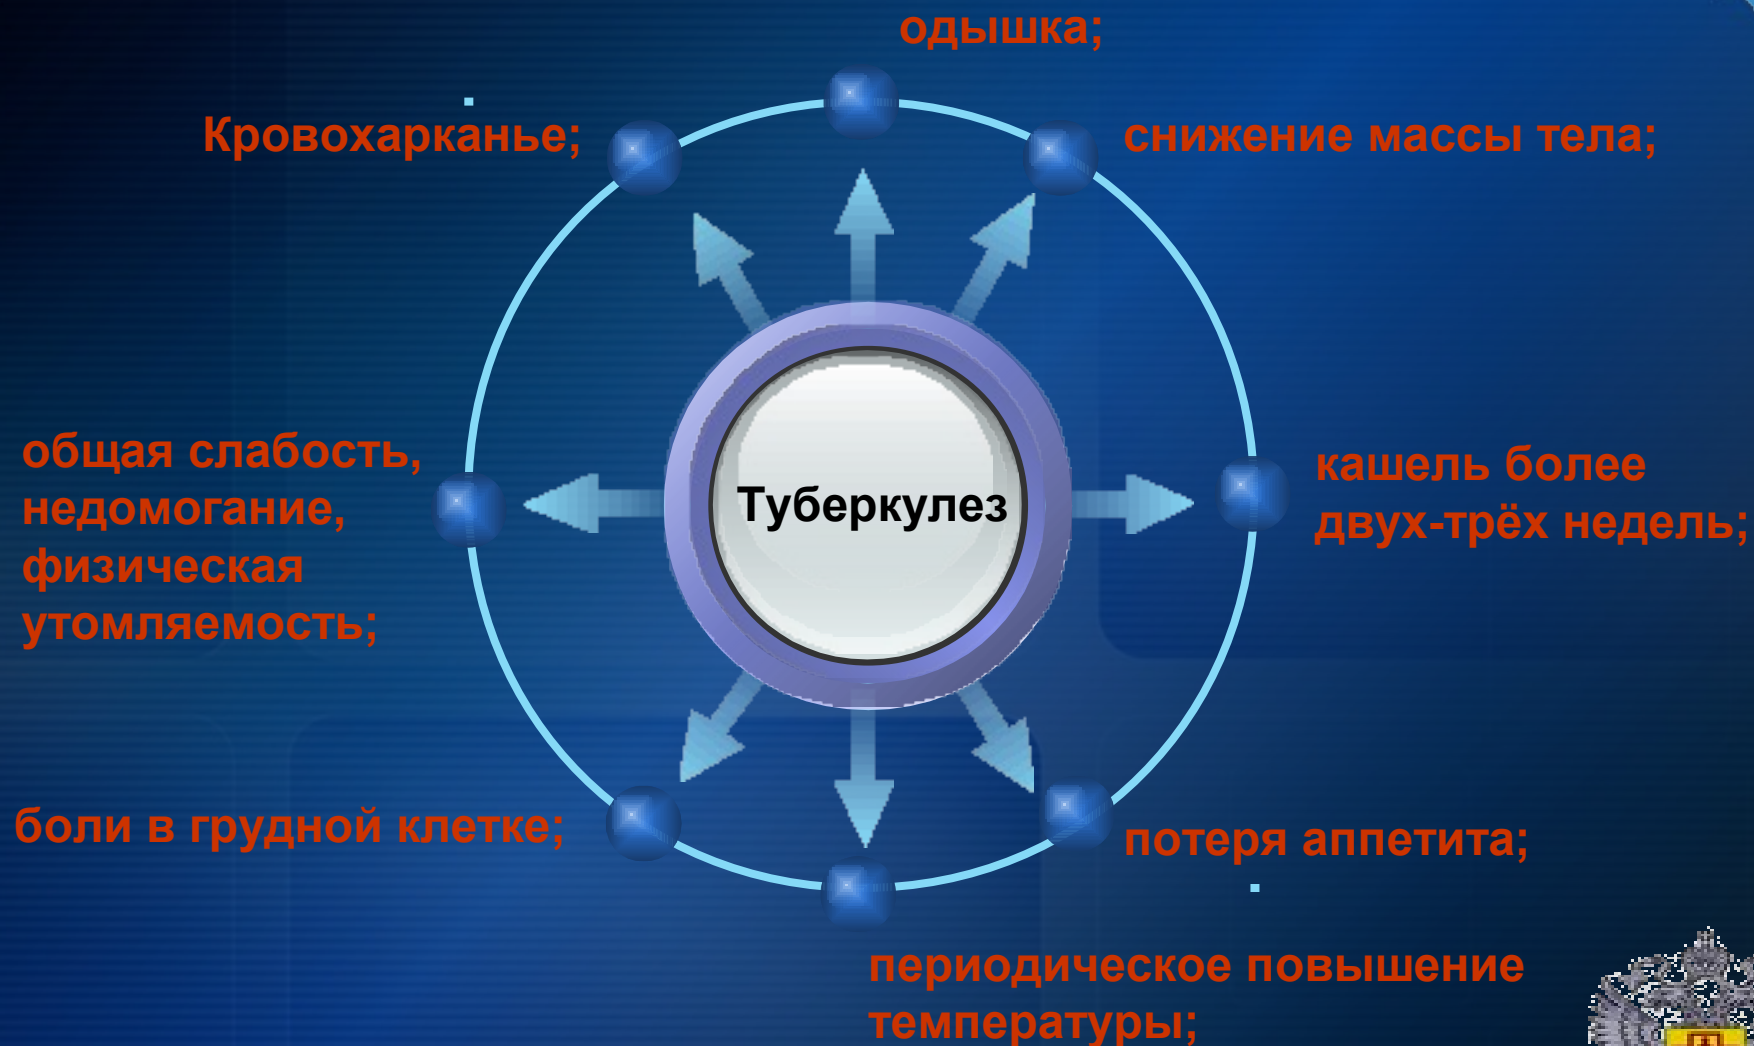 одышка;
Кровохарканье;
снижение массы тела;
общая слабость,
недомогание,
физическая
утомляемость;
Туберкулез
кашель более
двух-трёх недель;
боли в грудной клетке;
потеря аппетита;
периодическое повышение
температуры;